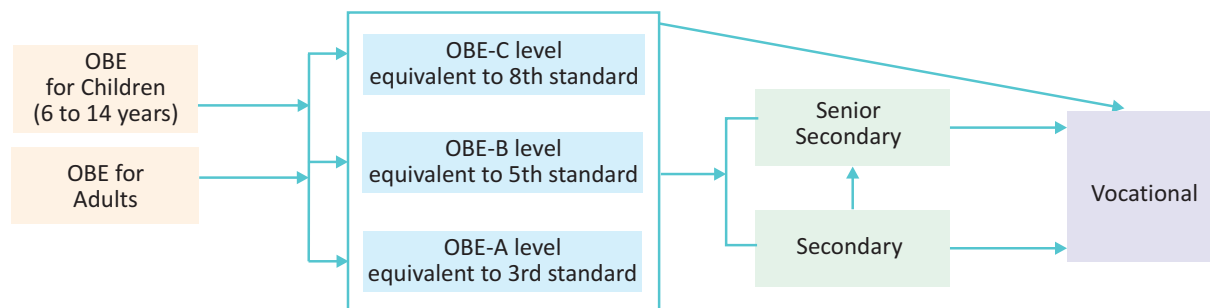 OBE
for Children
(6 to 14 years)
OBE for
Adults
OBE-C level
equivalent to 8th standard
OBE-B level
equivalent to 5th standard
OBE-A level
equivalent to 3rd standard
Senior
Secondary
Secondary
Vocational